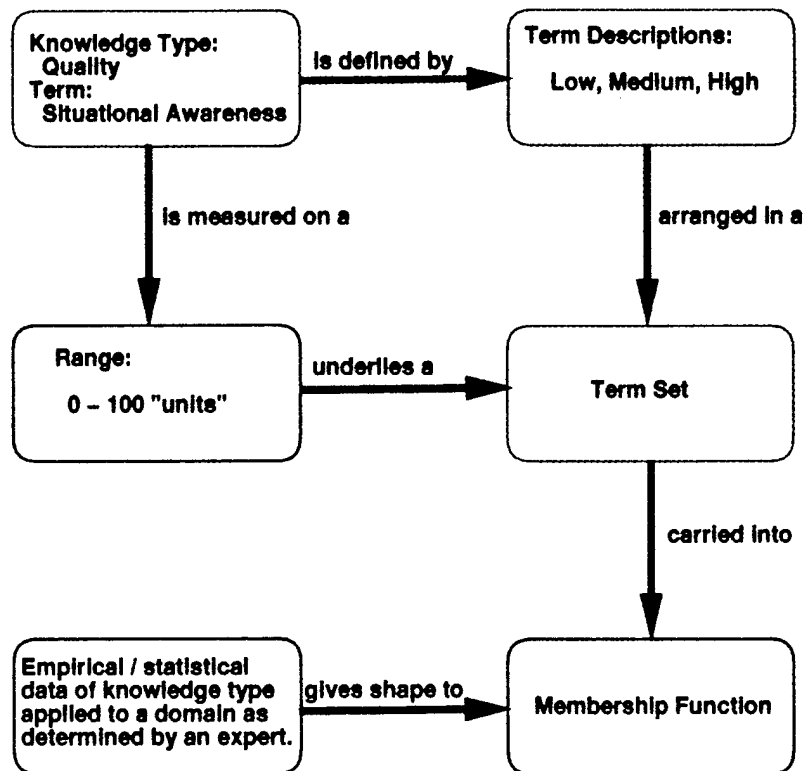 Knowledge Type:
Quality
Term:
Situational Awareness
is defined by
Term Descriptions:
Low, Medium, High
is measured on a
arranged in a
Range:
0 – 100 "units"
underlies a
Term Set
carried into
Empirical / statistical
data of knowledge type
applied to a domain as
determined by an expert.
gives shape to
Membership Function